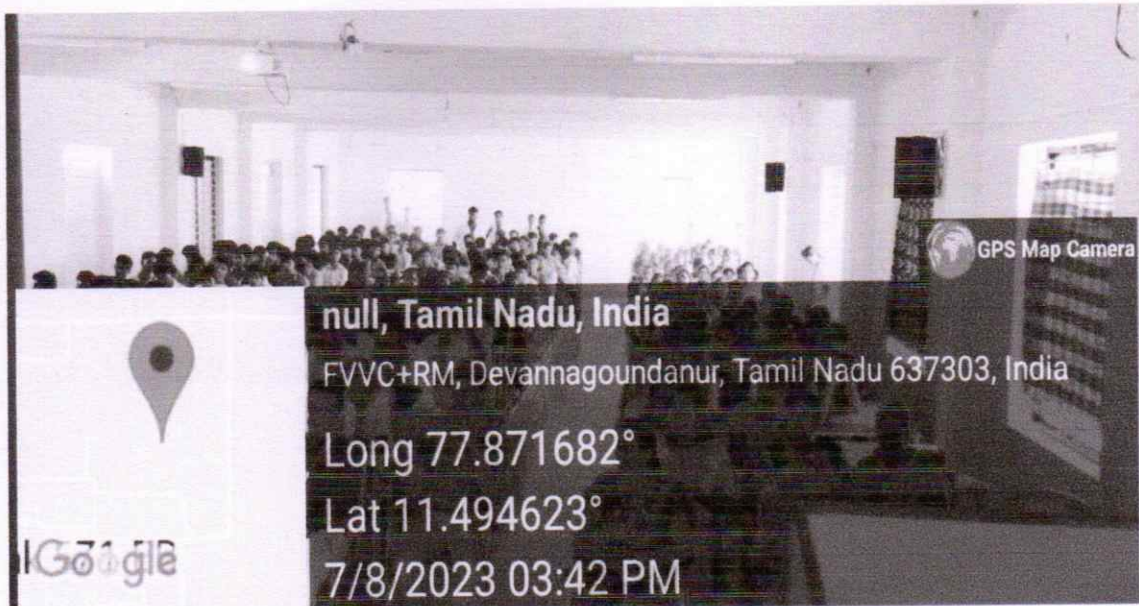 GPS Map Camera
null, Tamil Nadu, India
FVVC+RM, Devannagoundanur, Tamil Nadu 637303, India
Long 77.871682°
Lat 11.494623°
7/8/2023 03:42 PM
Google